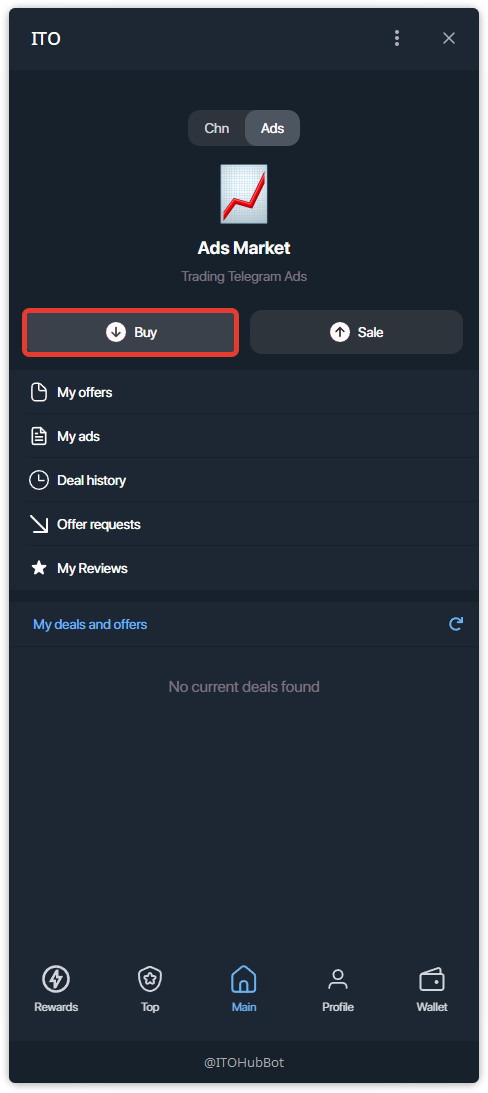 ITO
Chn Ads
Ads Market
Trading Telegram Ads
Buy Sale
My offers
My ads
Deal history
Offer requests
My Reviews
My deals and offers
No current deals found
Rewards Top Main Profile Wallet
@ITOHubBot